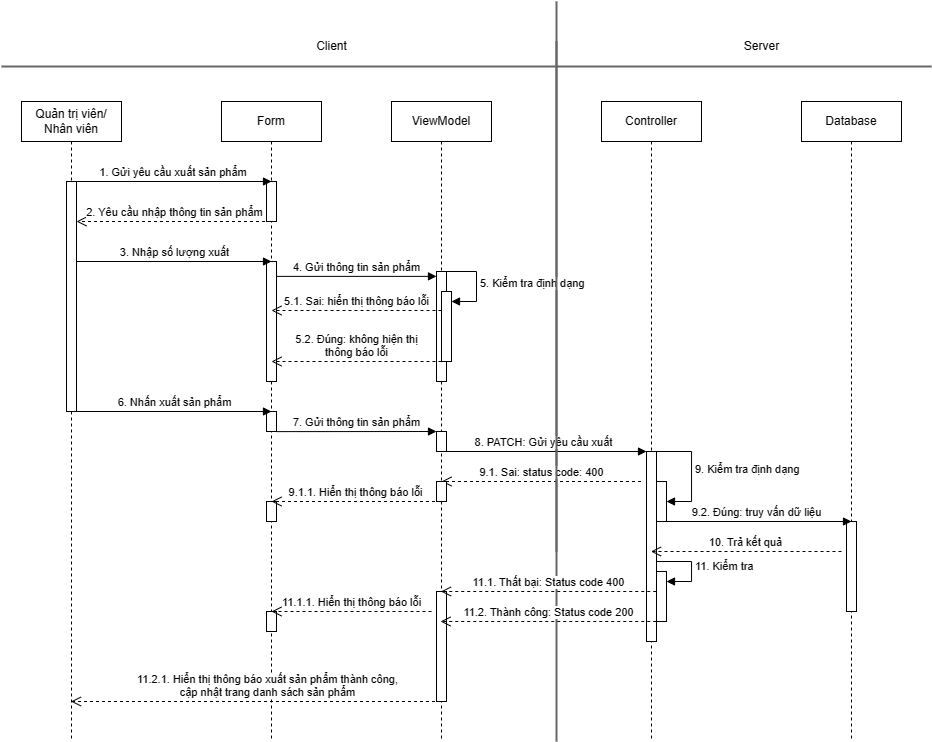 Client
Server
Quản trị viên/
Nhân viên
Form
ViewModel
Controller
Database
1. Gửi yêu cầu xuất sản phẩm
2. Yêu cầu nhập thông tin sản phẩm
3. Nhập số lượng xuất
4. Gửi thông tin sản phẩm
5. Kiểm tra định dạng
5.1. Sai: hiển thị thông báo lỗi
5.2. Đúng: không hiện thị
thông báo lỗi
6. Nhấn xuất sản phẩm
7. Gửi thông tin sản phẩm
8. PATCH: Gửi yêu cầu xuất
9. Kiểm tra định dạng
9.1. Sai: status code: 400
9.1.1. Hiển thị thông báo lỗi
9.2. Đúng: truy vấn dữ liệu
10. Trả kết quả
11. Kiểm tra
11.1. Thất bại: Status code 400
11.1.1. Hiển thị thông báo lỗi
11.2. Thành công: Status code 200
11.2.1. Hiển thị thông báo xuất sản phẩm thành công,
cập nhật trang danh sách sản phẩm